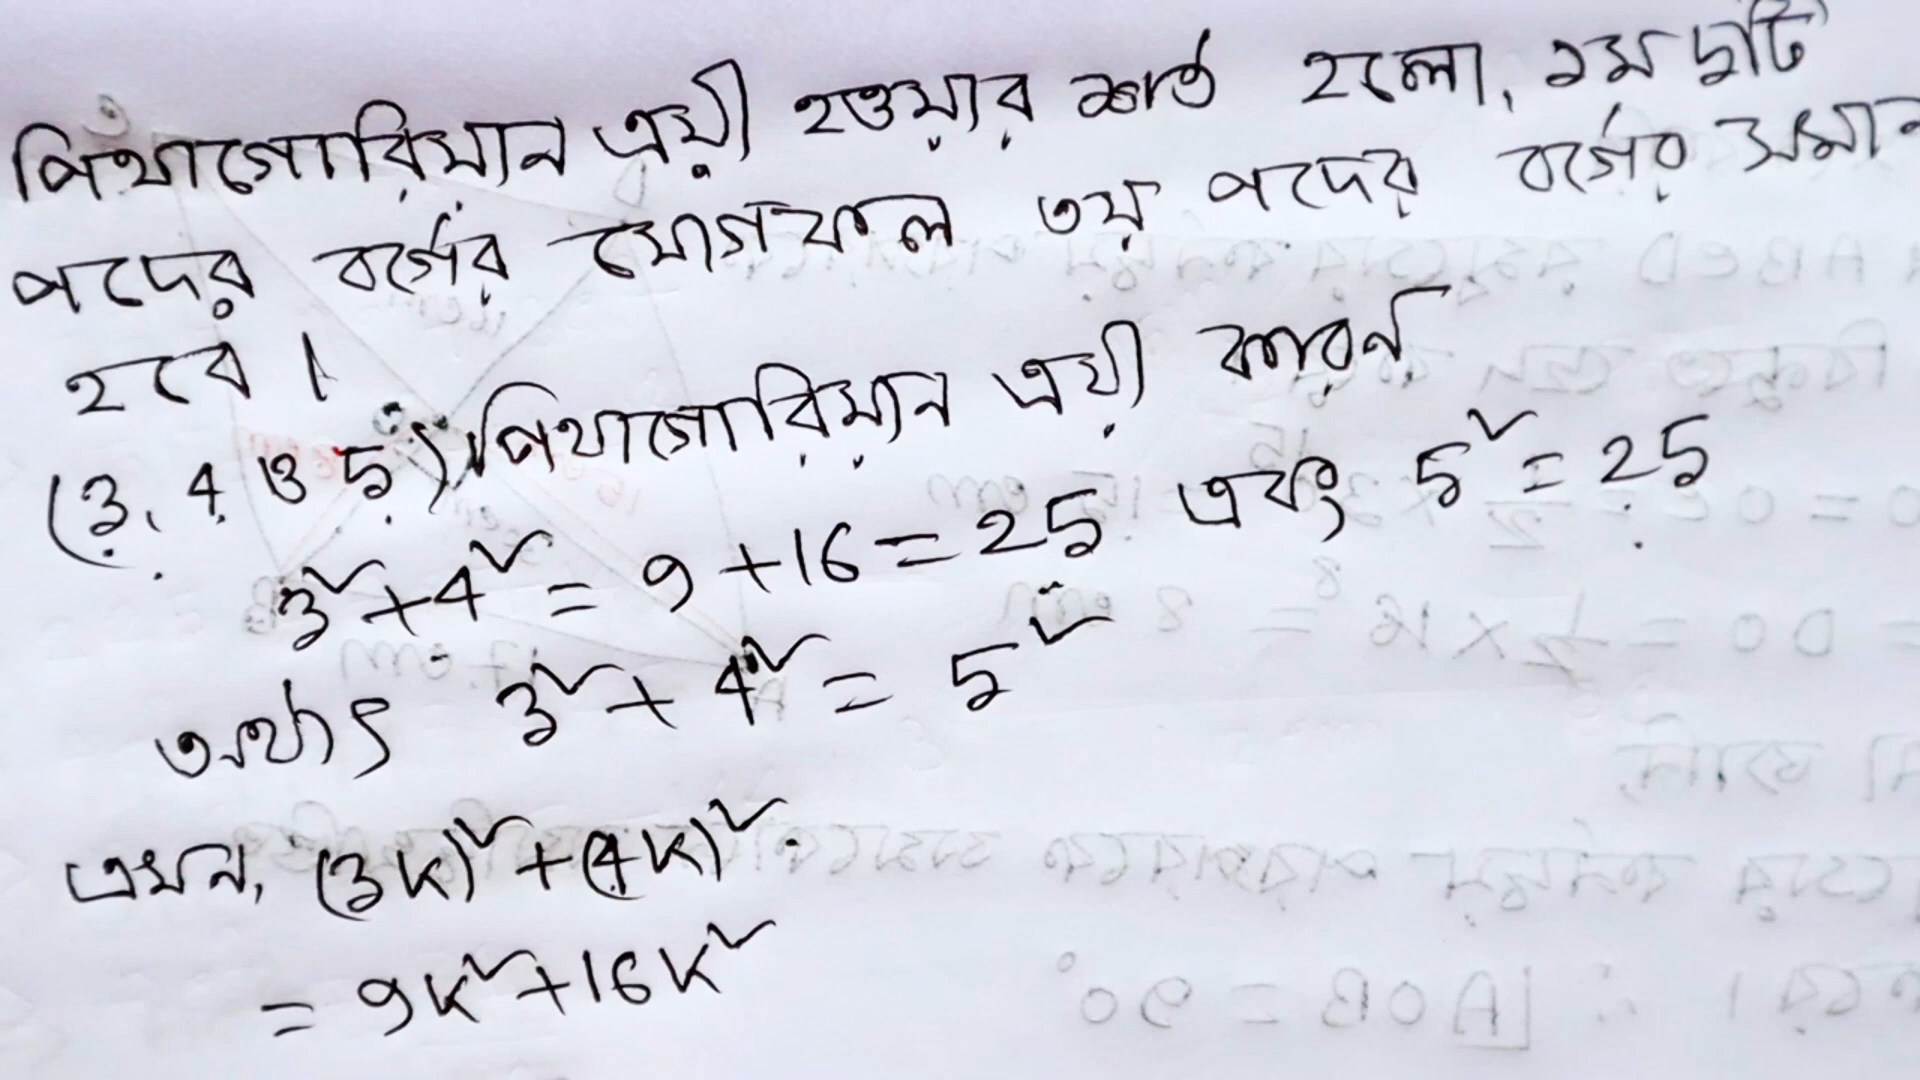 পিথাগোরিয়ান ত্রয়ী হওয়ার শর্ত হলো, ১ম দুটি
পদের বর্গের যোগফল ৩য় পদের বর্গের সমান
হবে।
(3, 4 ও 5) পিথাগোরিয়ান ত্রয়ী কারণ
3² + 4² = 9 + 16 = 25 এবং 5² = 25
অর্থাৎ 3² + 4² = 5²
এখন, (3K)² + (4K)²
= 9K² + 16K²